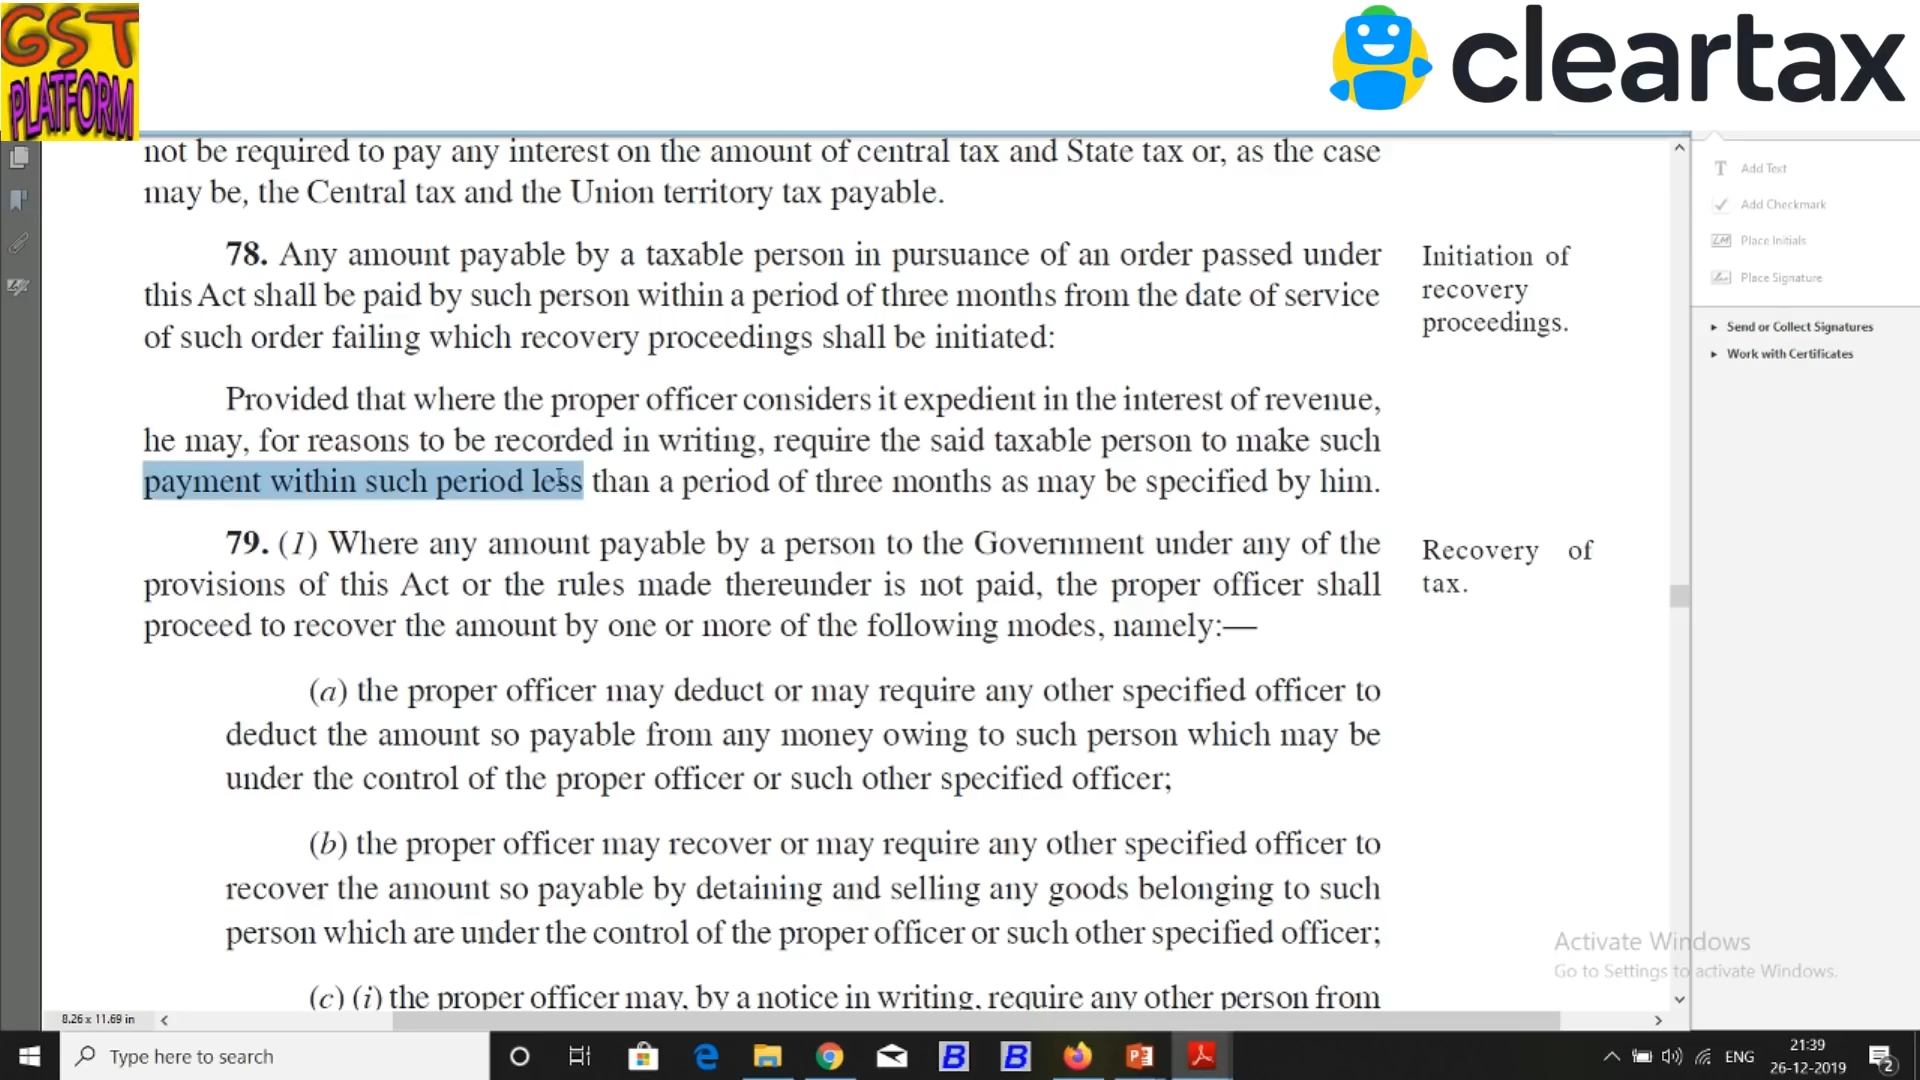 GST
PLATFORM
cleartax
not be required to pay any interest on the amount of central tax and State tax or, as the case
may be, the Central tax and the Union territory tax payable.
78. Any amount payable by a taxable person in pursuance of an order passed under
this Act shall be paid by such person within a period of three months from the date of service
of such order failing which recovery proceedings shall be initiated:
Initiation of
recovery
proceedings.
Provided that where the proper officer considers it expedient in the interest of revenue,
he may, for reasons to be recorded in writing, require the said taxable person to make such
payment within such period less than a period of three months as may be specified by him.
79. (1) Where any amount payable by a person to the Government under any of the
provisions of this Act or the rules made thereunder is not paid, the proper officer shall
proceed to recover the amount by one or more of the following modes, namely:—
Recovery of
tax.
(a) the proper officer may deduct or may require any other specified officer to
deduct the amount so payable from any money owing to such person which may be
under the control of the proper officer or such other specified officer;
(b) the proper officer may recover or may require any other specified officer to
recover the amount so payable by detaining and selling any goods belonging to such
person which are under the control of the proper officer or such other specified officer;
(c) (i) the proper officer may, by a notice in writing, require any other person from
Add Text
Add Checkmark
Place Initials
Place Signature
Send or Collect Signatures
Work with Certificates
Activate Windows
Go to Settings to activate Windows.
8.26 x 11.69 in
Type here to search
ENG
21:39
26-12-2019
2